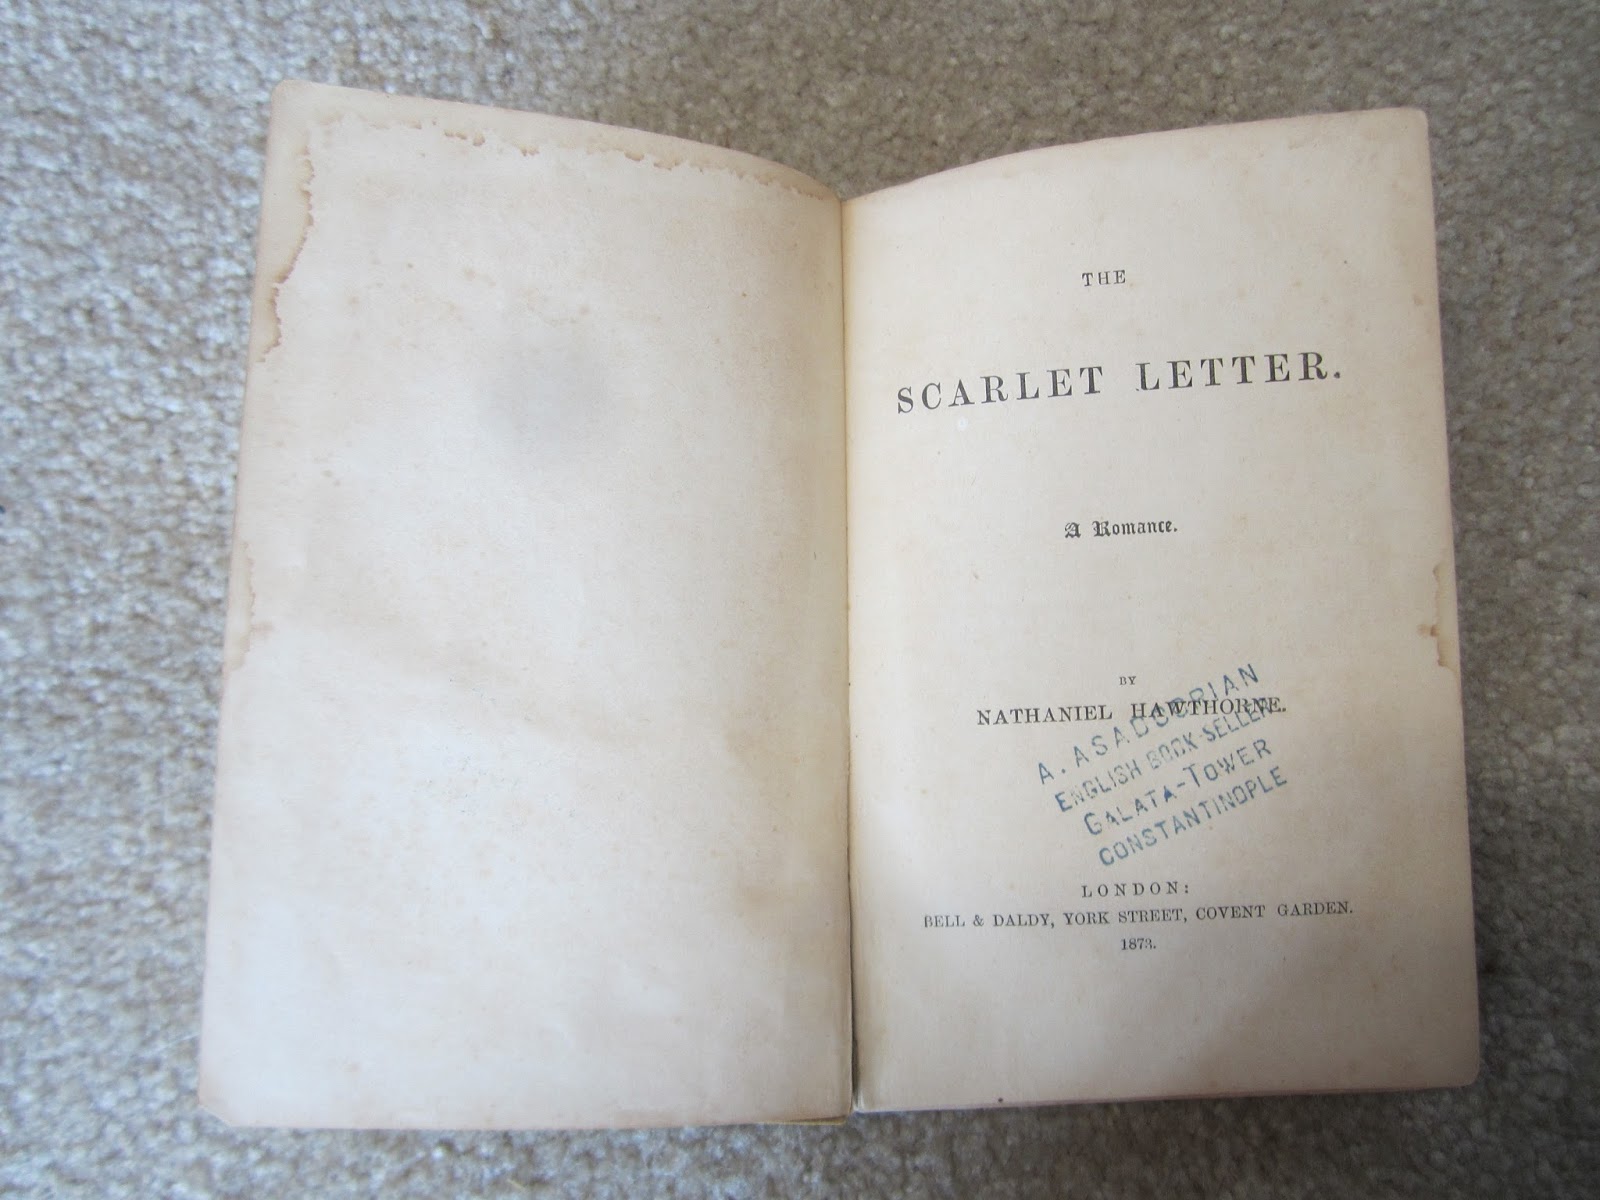 THE
SCARLET LETTER.
A Romance.
BY
NATHANIEL HAWTHORNE.
A. ASADOORIAN
ENGLISH BOOK-SELLER
GALATA-TOWER
CONSTANTINOPLE
LONDON:
BELL & DALDY, YORK STREET, COVENT GARDEN.
1873.